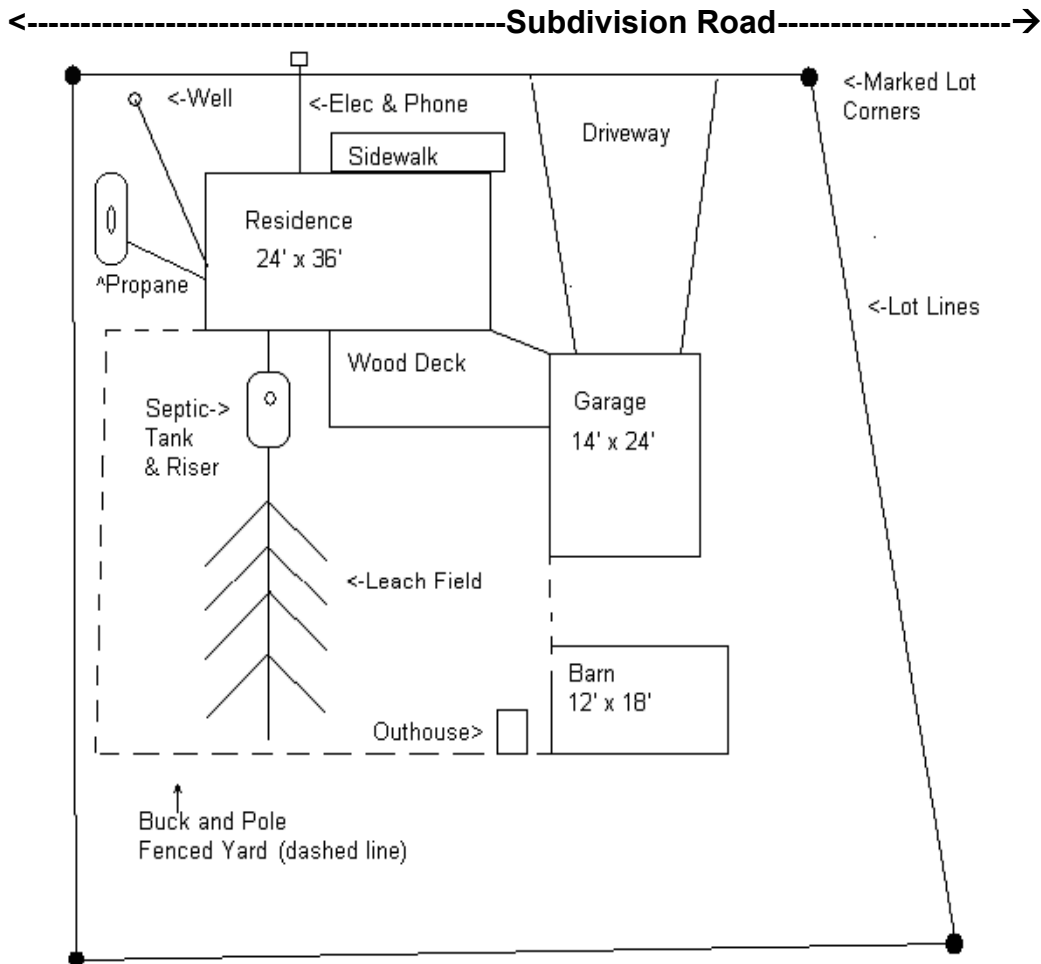 <-----------------------------------------Subdivision Road--------------------->
<-Well
<-Elec & Phone
<-Marked Lot
Corners
Driveway
Sidewalk
Residence
24' x 36'
^Propane
<-Lot Lines
Wood Deck
Septic->
Tank
& Riser
Garage
14' x 24'
<-Leach Field
Barn
12' x 18'
Outhouse>
Buck and Pole
Fenced Yard (dashed line)